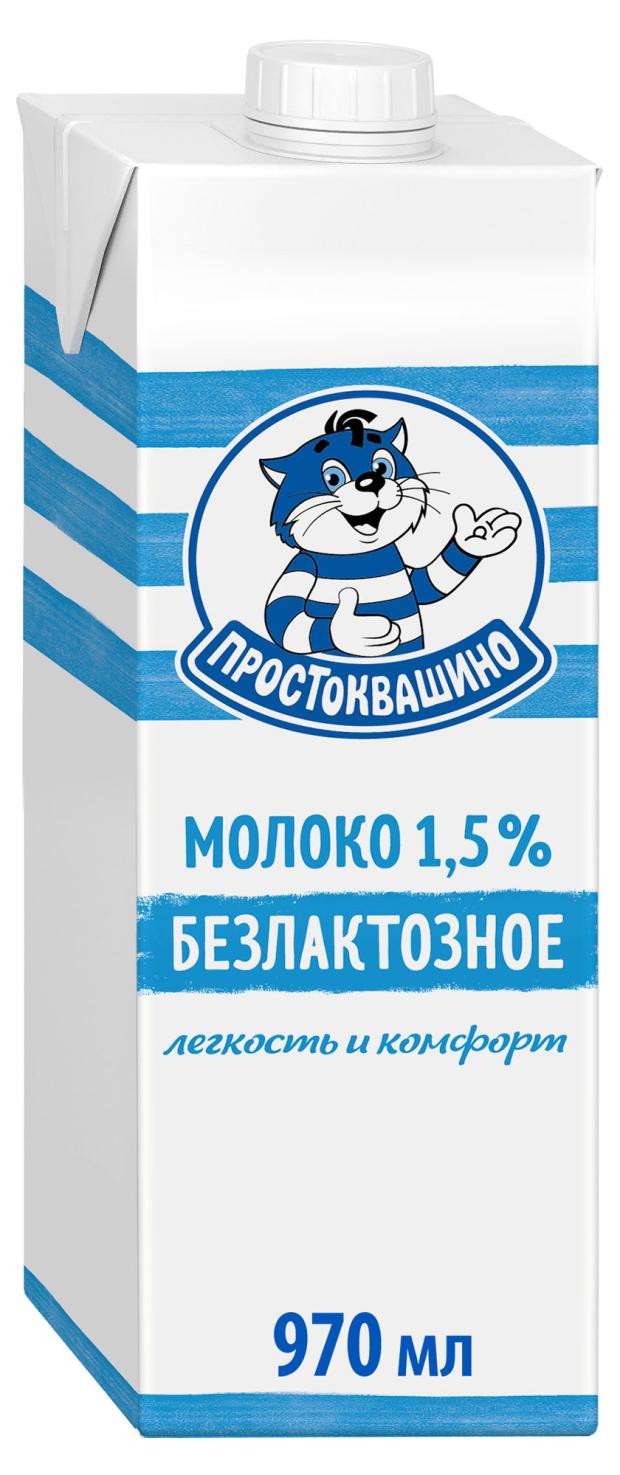 ПРОСТОКВАШИНО
МОЛОКО 1,5%
БЕЗЛАКТОЗНОЕ
легкость и комфорт
970 мл